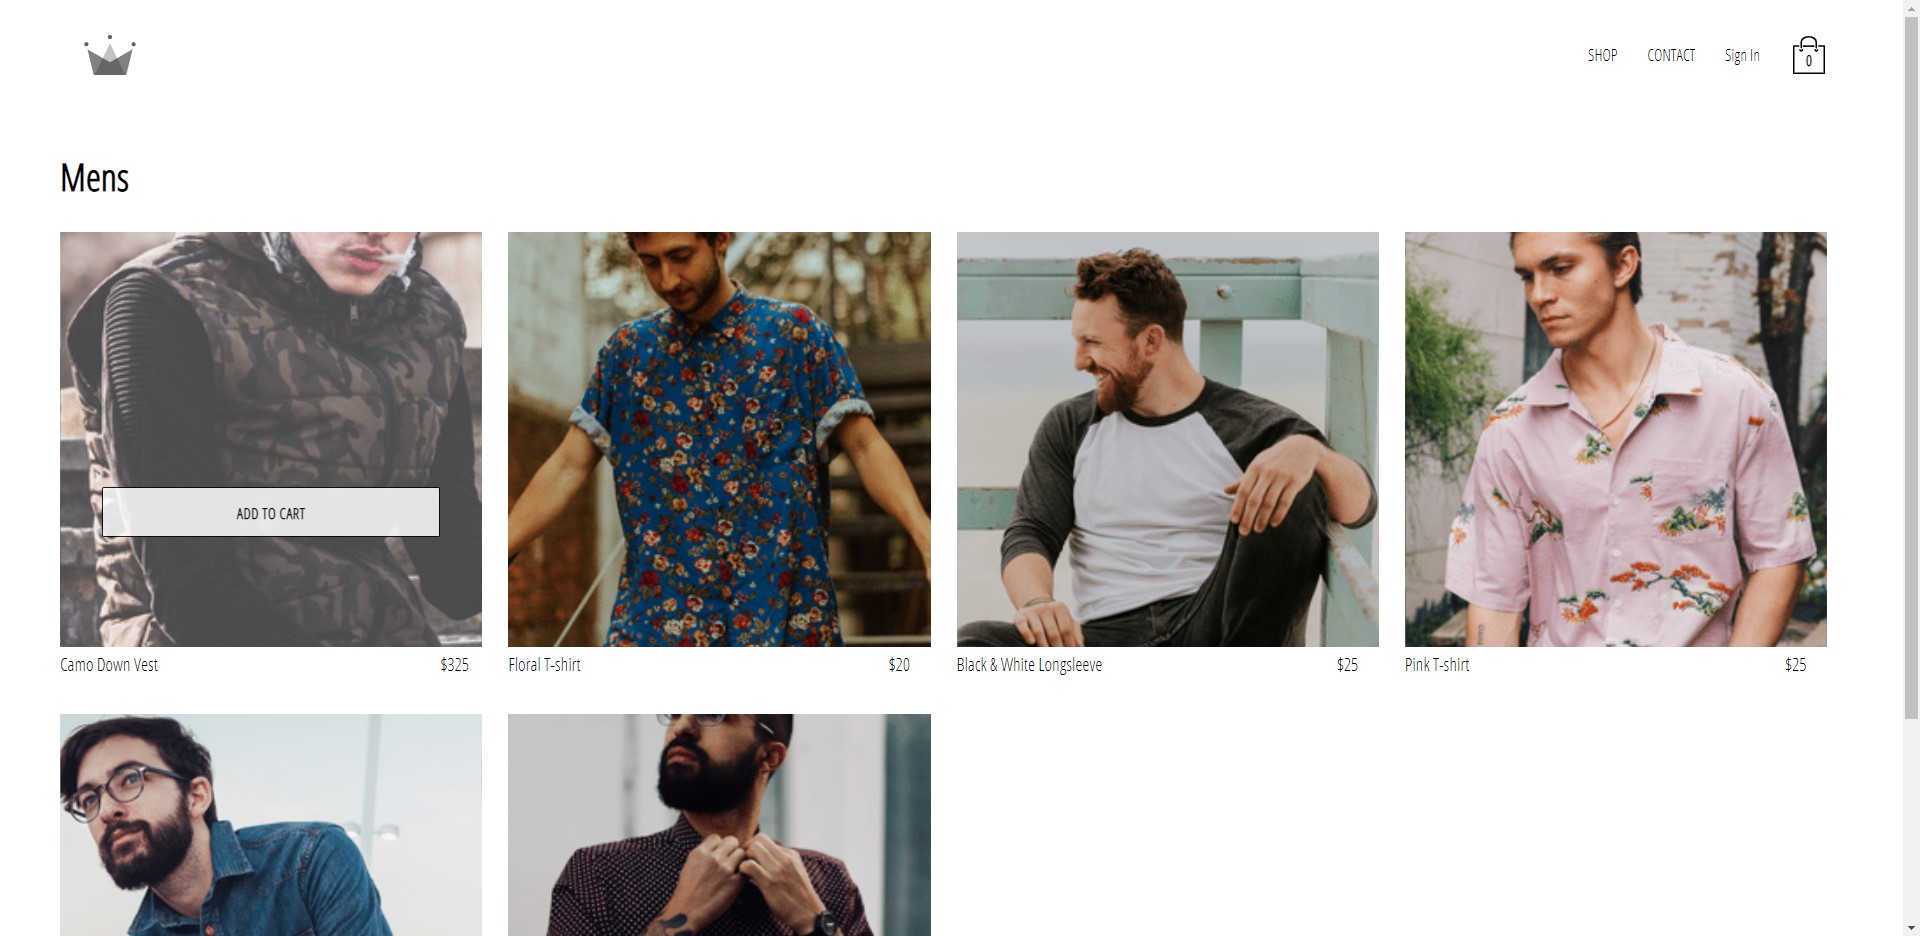 SHOP CONTACT Sign In 0
Mens
ADD TO CART
Camo Down Vest $325
Floral T-shirt $20
Black & White Longsleeve $25
Pink T-shirt $25